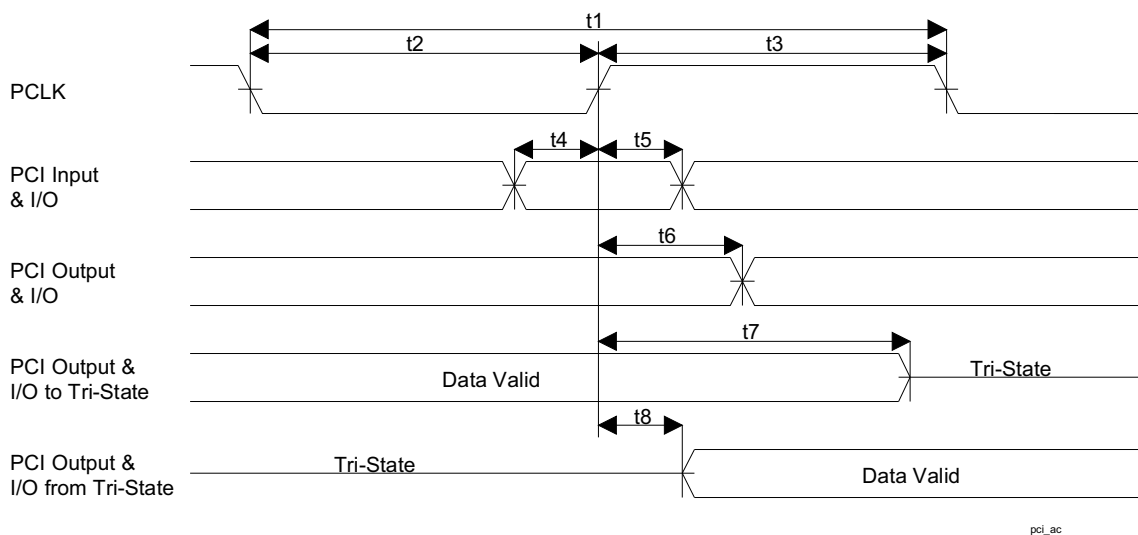 t1
t2
t3
PCLK
t4
t5
PCI Input
& I/O
t6
PCI Output
& I/O
t7
PCI Output &
I/O to Tri-State
Data Valid
Tri-State
t8
PCI Output &
I/O from Tri-State
Tri-State
Data Valid
pci_ac